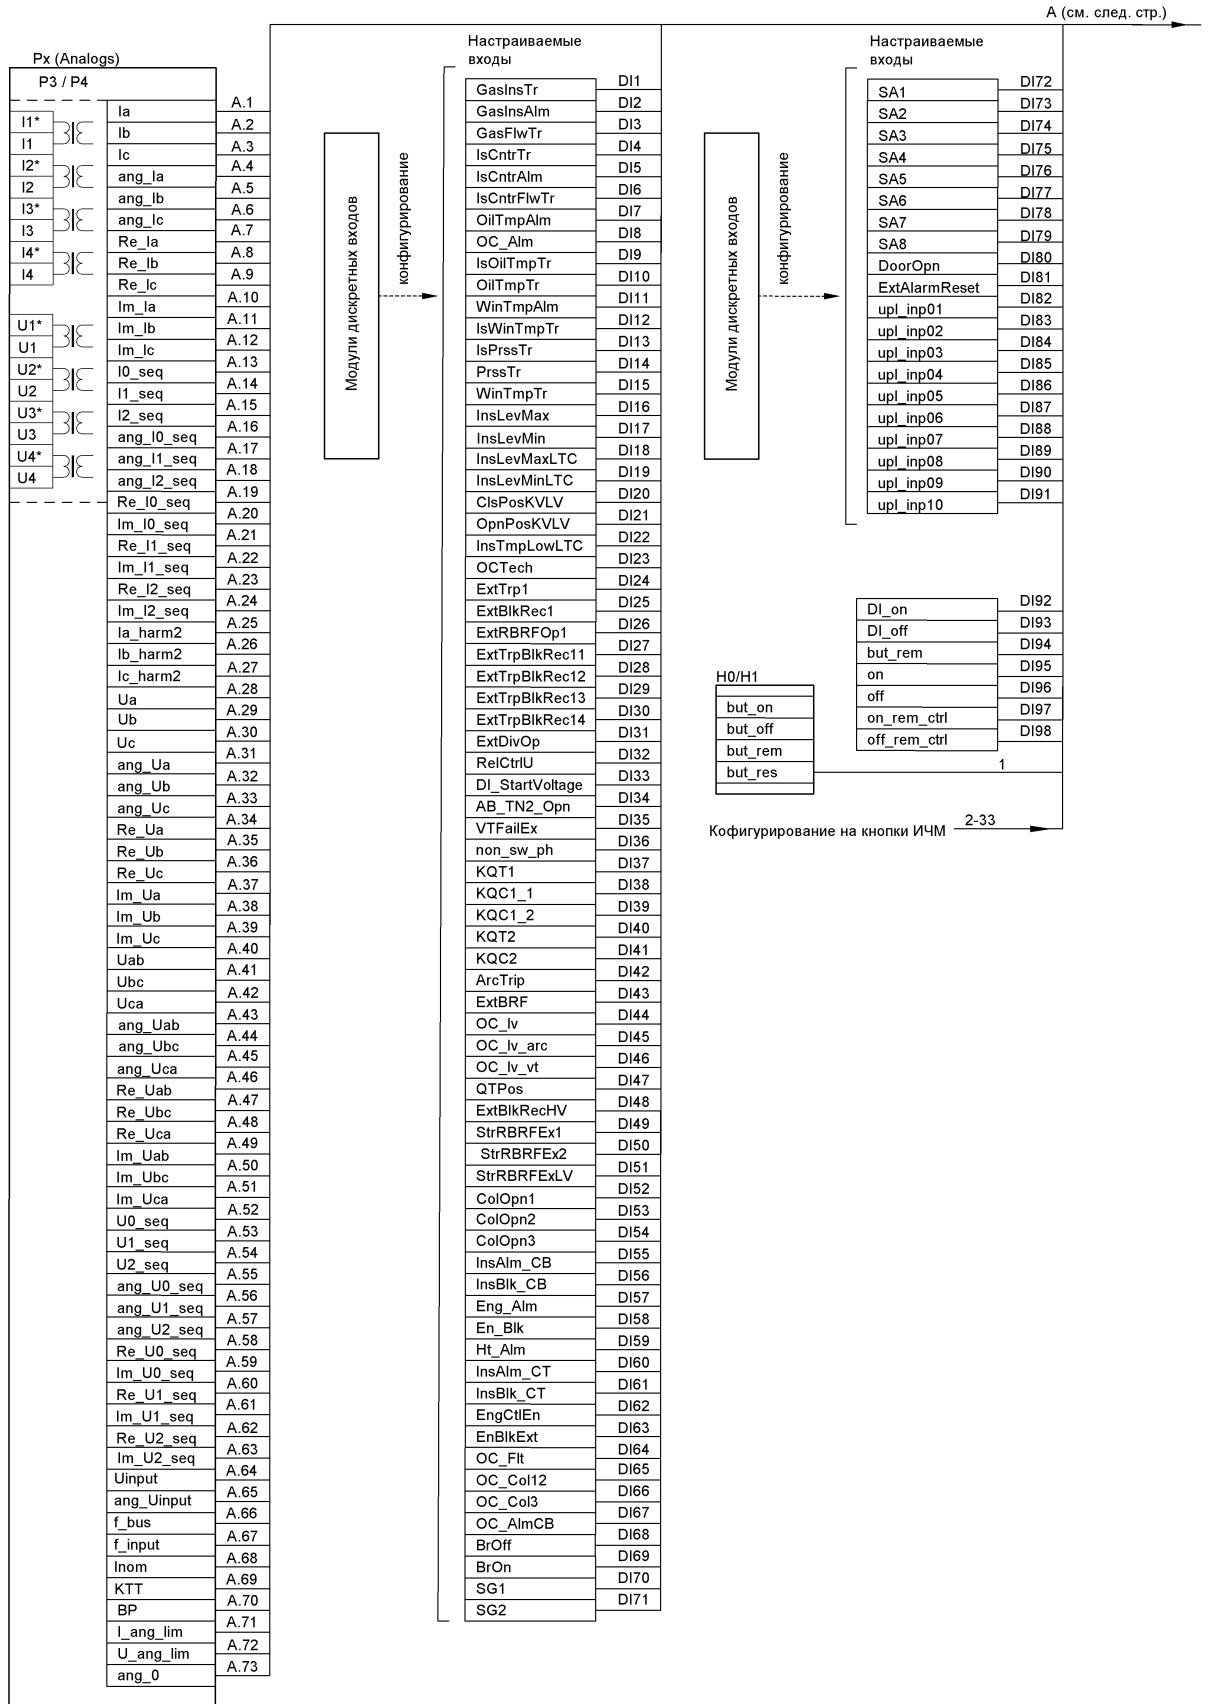 А (см. след. стр.)
Px (Analogs)
P3 / P4
I1*
I1
I2*
I2
I3*
I3
I4*
I4
U1*
U1
U2*
U2
U3*
U3
U4*
U4
Ia A.1
Ib A.2
Ic A.3
ang_Ia A.4
ang_Ib A.5
ang_Ic A.6
Re_Ia A.7
Re_Ib A.8
Re_Ic A.9
Im_Ia A.10
Im_Ib A.11
Im_Ic A.12
I0_seq A.13
I1_seq A.14
I2_seq A.15
ang_I0_seq A.16
ang_I1_seq A.17
ang_I2_seq A.18
Re_I0_seq A.19
Im_I0_seq A.20
Re_I1_seq A.21
Im_I1_seq A.22
Re_I2_seq A.23
Im_I2_seq A.24
Ia_harm2 A.25
Ib_harm2 A.26
Ic_harm2 A.27
Ua A.28
Ub A.29
Uc A.30
ang_Ua A.31
ang_Ub A.32
ang_Uc A.33
Re_Ua A.34
Re_Ub A.35
Re_Uc A.36
Im_Ua A.37
Im_Ub A.38
Im_Uc A.39
Uab A.40
Ubc A.41
Uca A.42
ang_Uab A.43
ang_Ubc A.44
ang_Uca A.45
Re_Uab A.46
Re_Ubc A.47
Re_Uca A.48
Im_Uab A.49
Im_Ubc A.50
Im_Uca A.51
U0_seq A.52
U1_seq A.53
U2_seq A.54
ang_U0_seq A.55
ang_U1_seq A.56
ang_U2_seq A.57
Re_U0_seq A.58
Im_U0_seq A.59
Re_U1_seq A.60
Im_U1_seq A.61
Re_U2_seq A.62
Im_U2_seq A.63
Uinput A.64
ang_Uinput A.65
f_bus A.66
f_input A.67
Inom A.68
KTT A.69
BP A.70
I_ang_lim A.71
U_ang_lim A.72
ang_0 A.73
Модули дискретных входов
конфигурирование
Настраиваемые
входы
GasInsTr DI1
GasInsAlm DI2
GasFlwTr DI3
IsCntrTr DI4
IsCntrAlm DI5
IsCntrFlwTr DI6
OilTmpAlm DI7
OC_Alm DI8
IsOilTmpTr DI9
OilTmpTr DI10
WinTmpAlm DI11
IsWinTmpTr DI12
IsPrssTr DI13
PrssTr DI14
WinTmpTr DI15
InsLevMax DI16
InsLevMin DI17
InsLevMaxLTC DI18
InsLevMinLTC DI19
ClsPosKVLV DI20
OpnPosKVLV DI21
InsTmpLowLTC DI22
OCTech DI23
ExtTrp1 DI24
ExtBlkRec1 DI25
ExtRBRFOp1 DI26
ExtTrpBlkRec11 DI27
ExtTrpBlkRec12 DI28
ExtTrpBlkRec13 DI29
ExtTrpBlkRec14 DI30
ExtDivOp DI31
RelCtrlU DI32
DI_StartVoltage DI33
AB_TN2_Opn DI34
VTFailEx DI35
non_sw_ph DI36
KQT1 DI37
KQC1_1 DI38
KQC1_2 DI39
KQT2 DI40
KQC2 DI41
ArcTrip DI42
ExtBRF DI43
OC_lv DI44
OC_lv_arc DI45
OC_lv_vt DI46
QTPos DI47
ExtBlkRecHV DI48
StrRBRFEx1 DI49
StrRBRFEx2 DI50
StrRBRFExLV DI51
ColOpn1 DI52
ColOpn2 DI53
ColOpn3 DI54
InsAlm_CB DI55
InsBlk_CB DI56
Eng_Alm DI57
En_Blk DI58
Ht_Alm DI59
InsAlm_CT DI60
InsBlk_CT DI61
EngCtlEn DI62
EnBlkExt DI63
OC_Flt DI64
OC_Col12 DI65
OC_Col3 DI66
OC_AlmCB DI67
BrOff DI68
BrOn DI69
SG1 DI70
SG2 DI71
Модули дискретных входов
конфигурирование
Настраиваемые
входы
SA1 DI72
SA2 DI73
SA3 DI74
SA4 DI75
SA5 DI76
SA6 DI77
SA7 DI78
SA8 DI79
DoorOpn DI80
ExtAlarmReset DI81
upl_inp01 DI82
upl_inp02 DI83
upl_inp03 DI84
upl_inp04 DI85
upl_inp05 DI86
upl_inp06 DI87
upl_inp07 DI88
upl_inp08 DI89
upl_inp09 DI90
upl_inp10 DI91
DI_on DI92
DI_off DI93
but_rem DI94
on DI95
off DI96
on_rem_ctrl DI97
off_rem_ctrl DI98
H0/H1
but_on
but_off
but_rem
but_res 1
Кофигурирование на кнопки ИЧМ 2-33